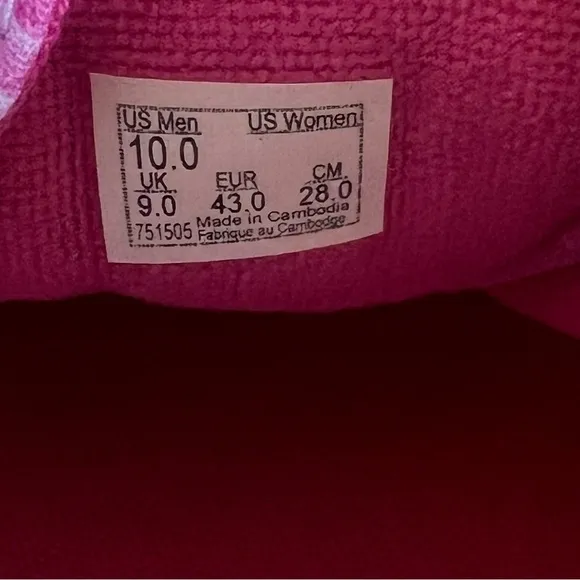 US Men US Women
10.0
UK EUR CM.
9.0 43.0 28.0
Made in Cambodia
751505 Fabrique au Cambodge